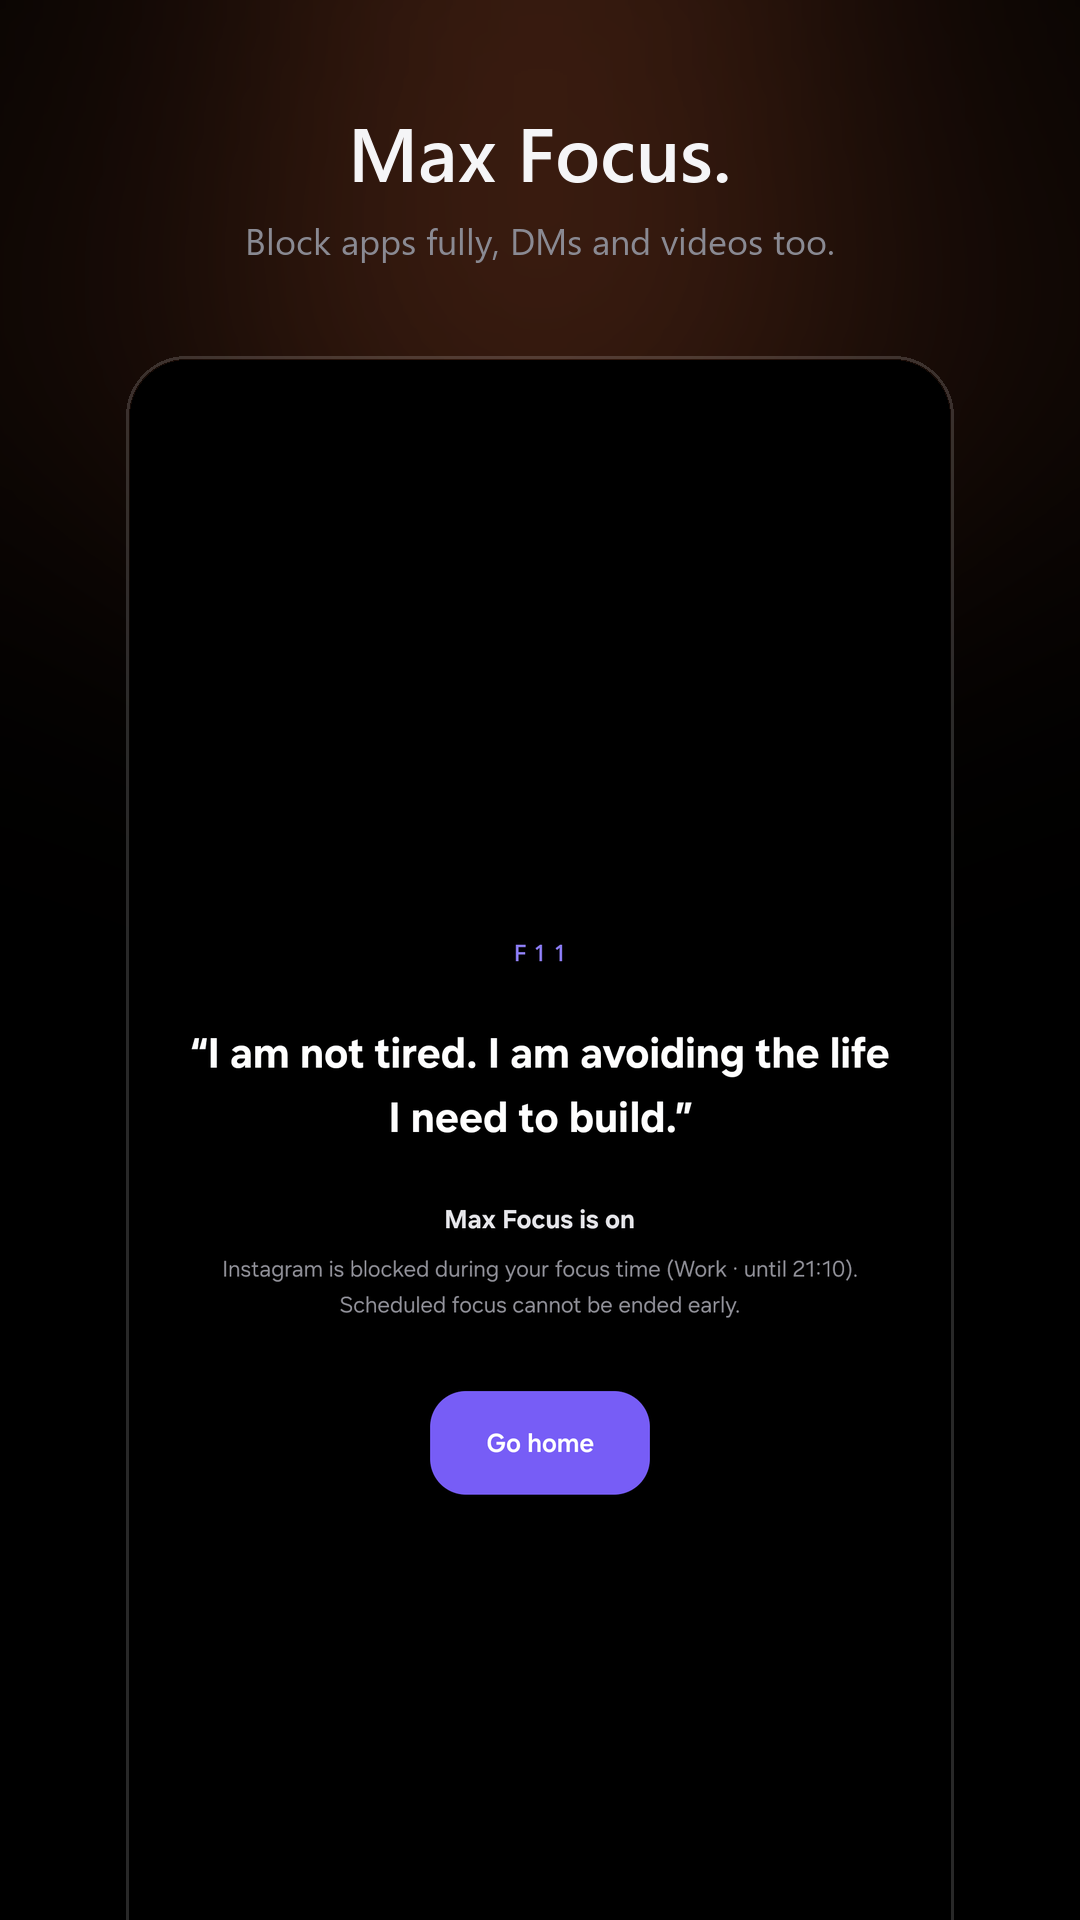 Max Focus.
Block apps fully, DMs and videos too.
F11
“I am not tired. I am avoiding the life
I need to build.”
Max Focus is on
Instagram is blocked during your focus time (Work · until 21:10).
Scheduled focus cannot be ended early.
Go home